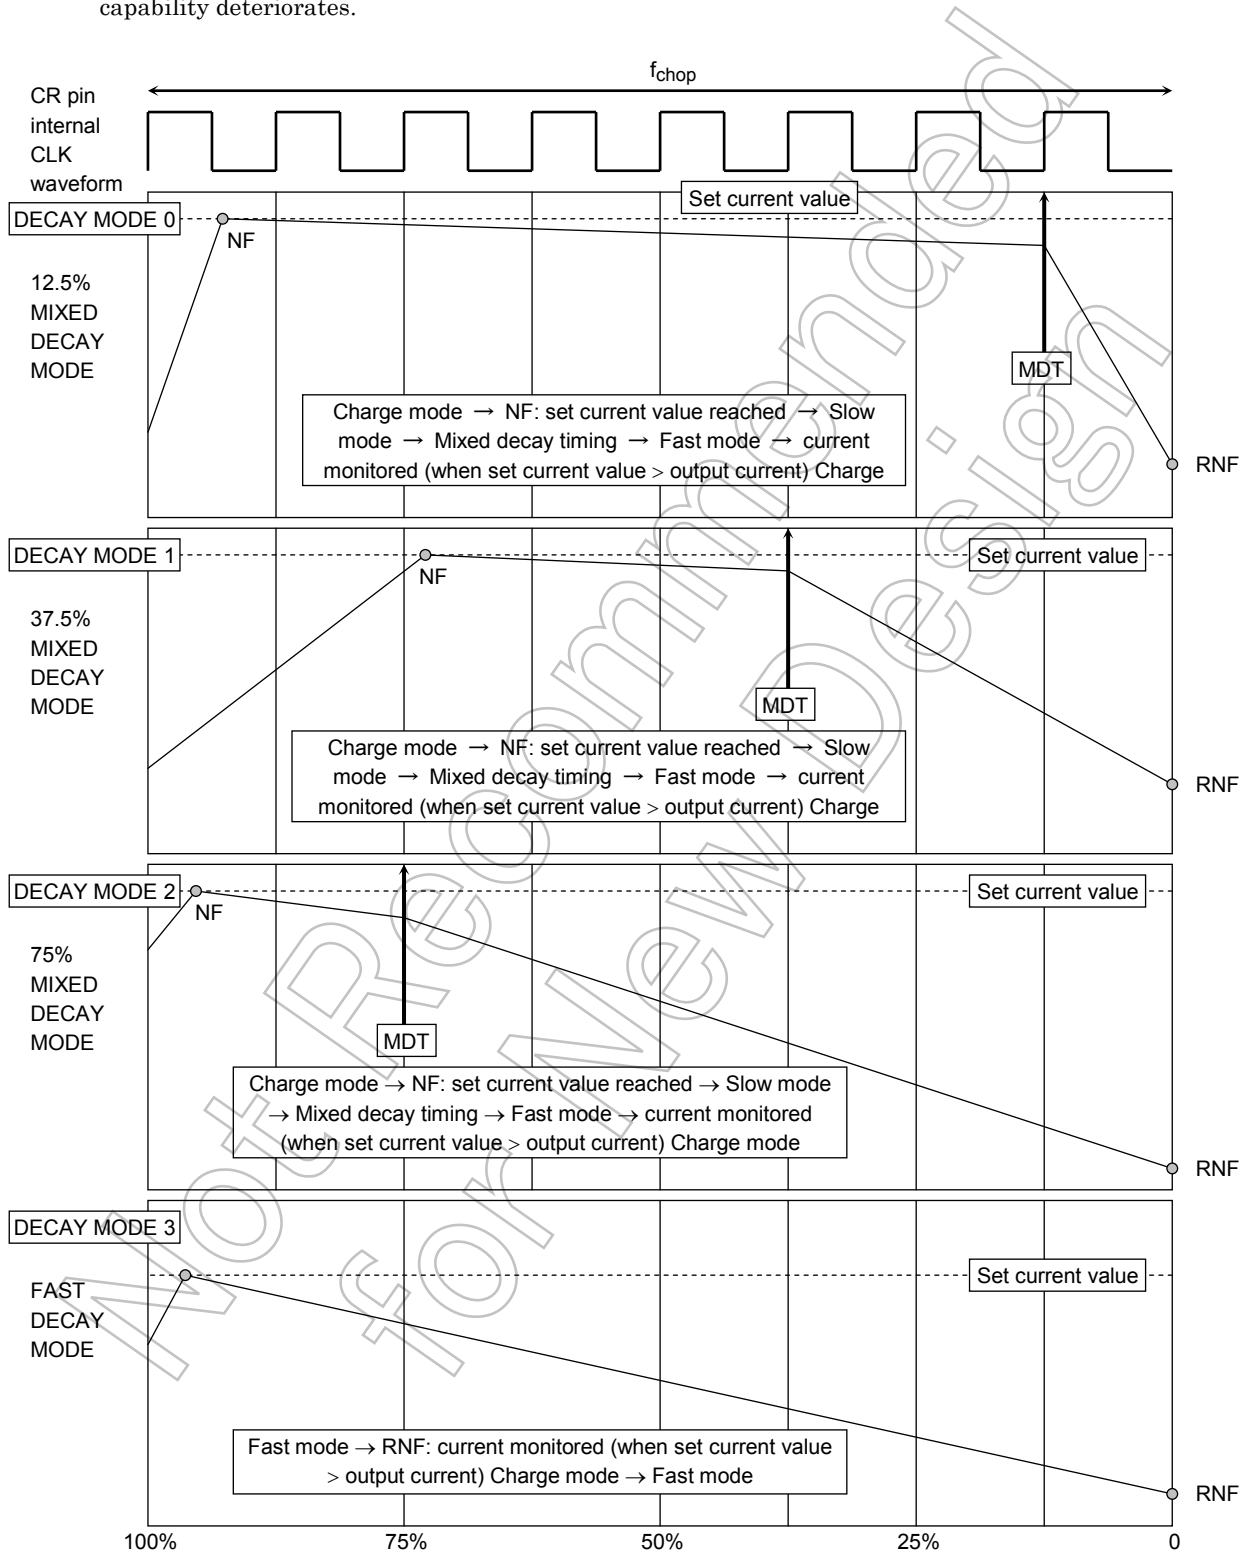 capability deteriorates.
f_chop
CR pin
internal
CLK
waveform
Set current value
DECAY MODE 0
NF
12.5%
MIXED
DECAY
MODE
MDT
Charge mode → NF: set current value reached → Slow
mode → Mixed decay timing → Fast mode → current
monitored (when set current value > output current) Charge
RNF
DECAY MODE 1
Set current value
NF
37.5%
MIXED
DECAY
MODE
MDT
Charge mode → NF: set current value reached → Slow
mode → Mixed decay timing → Fast mode → current
monitored (when set current value > output current) Charge
RNF
DECAY MODE 2
Set current value
NF
75%
MIXED
DECAY
MODE
MDT
Charge mode → NF: set current value reached → Slow mode
→ Mixed decay timing → Fast mode → current monitored
(when set current value > output current) Charge mode
RNF
DECAY MODE 3
Set current value
FAST
DECAY
MODE
Fast mode → RNF: current monitored (when set current value
> output current) Charge mode → Fast mode
RNF
100%
75%
50%
25%
0
Not Recommended
for New Design